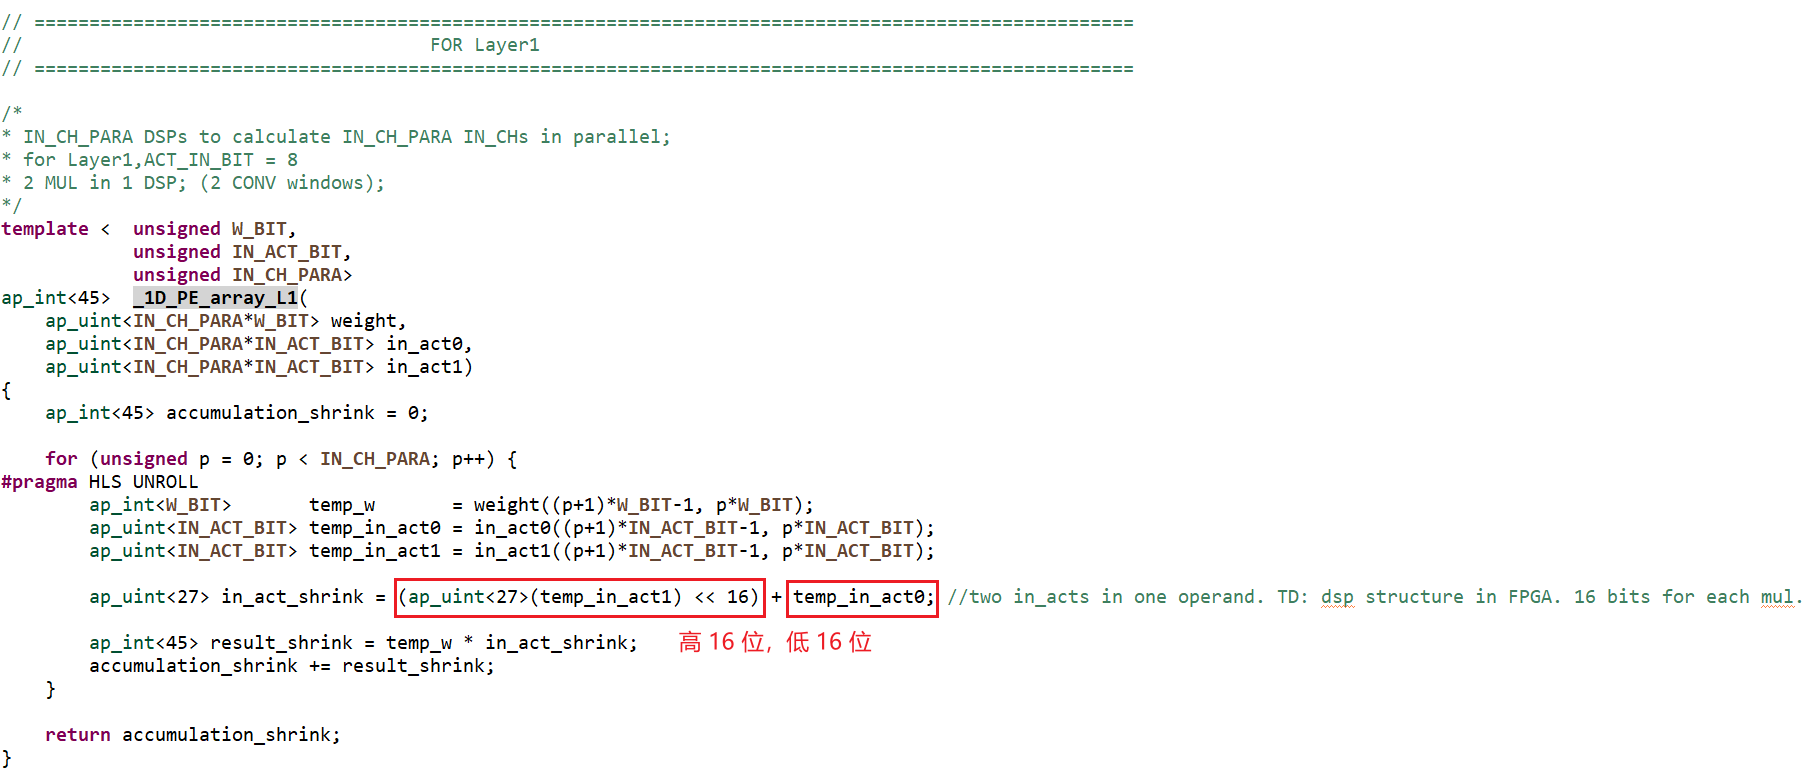 // ====================================================================================================
//                                     FOR Layer1
// ====================================================================================================
/*
* IN_CH_PARA DSPs to calculate IN_CH_PARA IN_CHs in parallel;
* for Layer1,ACT_IN_BIT = 8
* 2 MUL in 1 DSP; (2 CONV windows);
*/
template <  unsigned W_BIT,
            unsigned IN_ACT_BIT,
            unsigned IN_CH_PARA>
ap_int<45>  _1D_PE_array_L1(
    ap_uint<IN_CH_PARA*W_BIT> weight,
    ap_uint<IN_CH_PARA*IN_ACT_BIT> in_act0,
    ap_uint<IN_CH_PARA*IN_ACT_BIT> in_act1)
{
    ap_int<45> accumulation_shrink = 0;
    for (unsigned p = 0; p < IN_CH_PARA; p++) {
#pragma HLS UNROLL
        ap_int<W_BIT>       temp_w       = weight((p+1)*W_BIT-1, p*W_BIT);
        ap_uint<IN_ACT_BIT> temp_in_act0 = in_act0((p+1)*IN_ACT_BIT-1, p*IN_ACT_BIT);
        ap_uint<IN_ACT_BIT> temp_in_act1 = in_act1((p+1)*IN_ACT_BIT-1, p*IN_ACT_BIT);
        ap_uint<27> in_act_shrink = (ap_uint<27>(temp_in_act1) << 16) + temp_in_act0; //two in_acts in one operand. TD: dsp structure in FPGA. 16 bits for each mul.
        ap_int<45> result_shrink = temp_w * in_act_shrink;    高 16 位，低 16 位
        accumulation_shrink += result_shrink;
    }
    return accumulation_shrink;
}